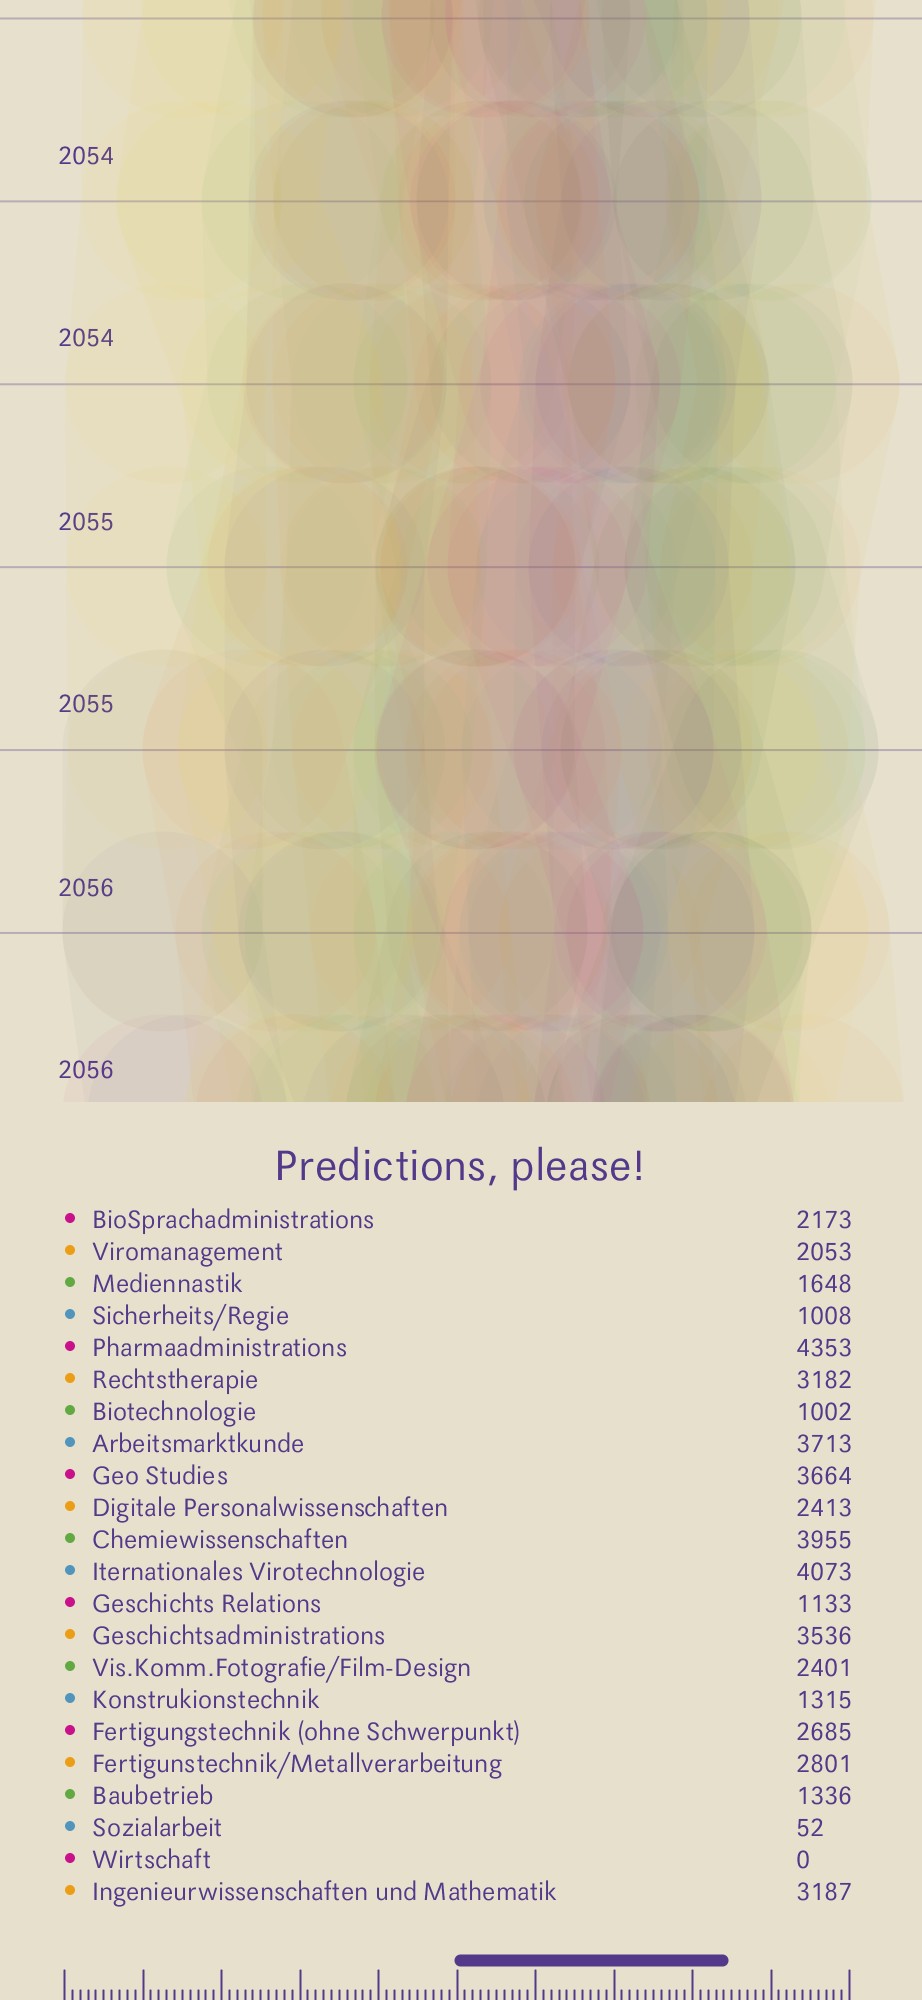 2054
2054
2055
2055
2056
2056
Predictions, please!
BioSprachadministrations 2173
Viromanagement 2053
Mediennastik 1648
Sicherheits/Regie 1008
Pharmaadministrations 4353
Rechtstherapie 3182
Biotechnologie 1002
Arbeitsmarktkunde 3713
Geo Studies 3664
Digitale Personalwissenschaften 2413
Chemiewissenschaften 3955
Iternationales Virotechnologie 4073
Geschichts Relations 1133
Geschichtsadministrations 3536
Vis.Komm.Fotografie/Film-Design 2401
Konstrukionstechnik 1315
Fertigungstechnik (ohne Schwerpunkt) 2685
Fertigunstechnik/Metallverarbeitung 2801
Baubetrieb 1336
Sozialarbeit 52
Wirtschaft 0
Ingenieurwissenschaften und Mathematik 3187